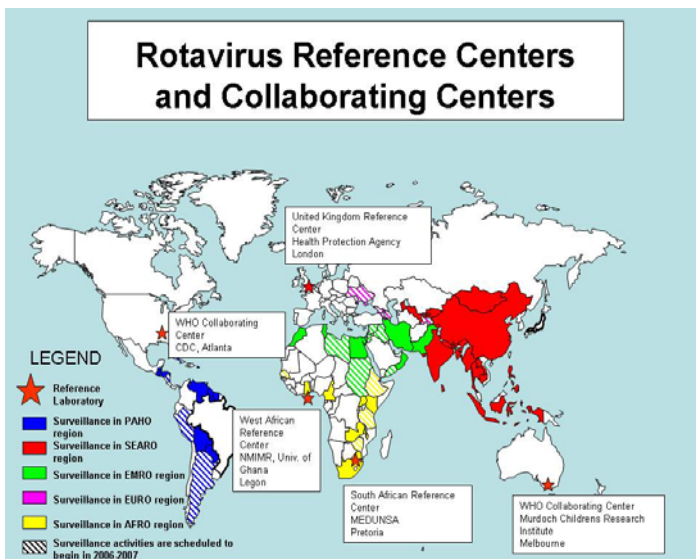 Rotavirus Reference Centers
and Collaborating Centers
United Kingdom Reference
Center
Health Protection Agency
London
WHO Collaborating
Center
CDC, Atlanta
LEGEND
Reference
Laboratory
Surveillance in PAHO
region
Surveillance in SEARO
region
Surveillance in EMRO region
Surveillance in EURO region
Surveillance in AFRO region
Surveillance activities are scheduled to
begin in 2006-2007
West African
Reference
Center
NMIMR, Univ. of
Ghana
Legon
South African Reference
Center
MEDUNSA
Pretoria
WHO Collaborating Center
Murdoch Childrens Research
Institute
Melbourne